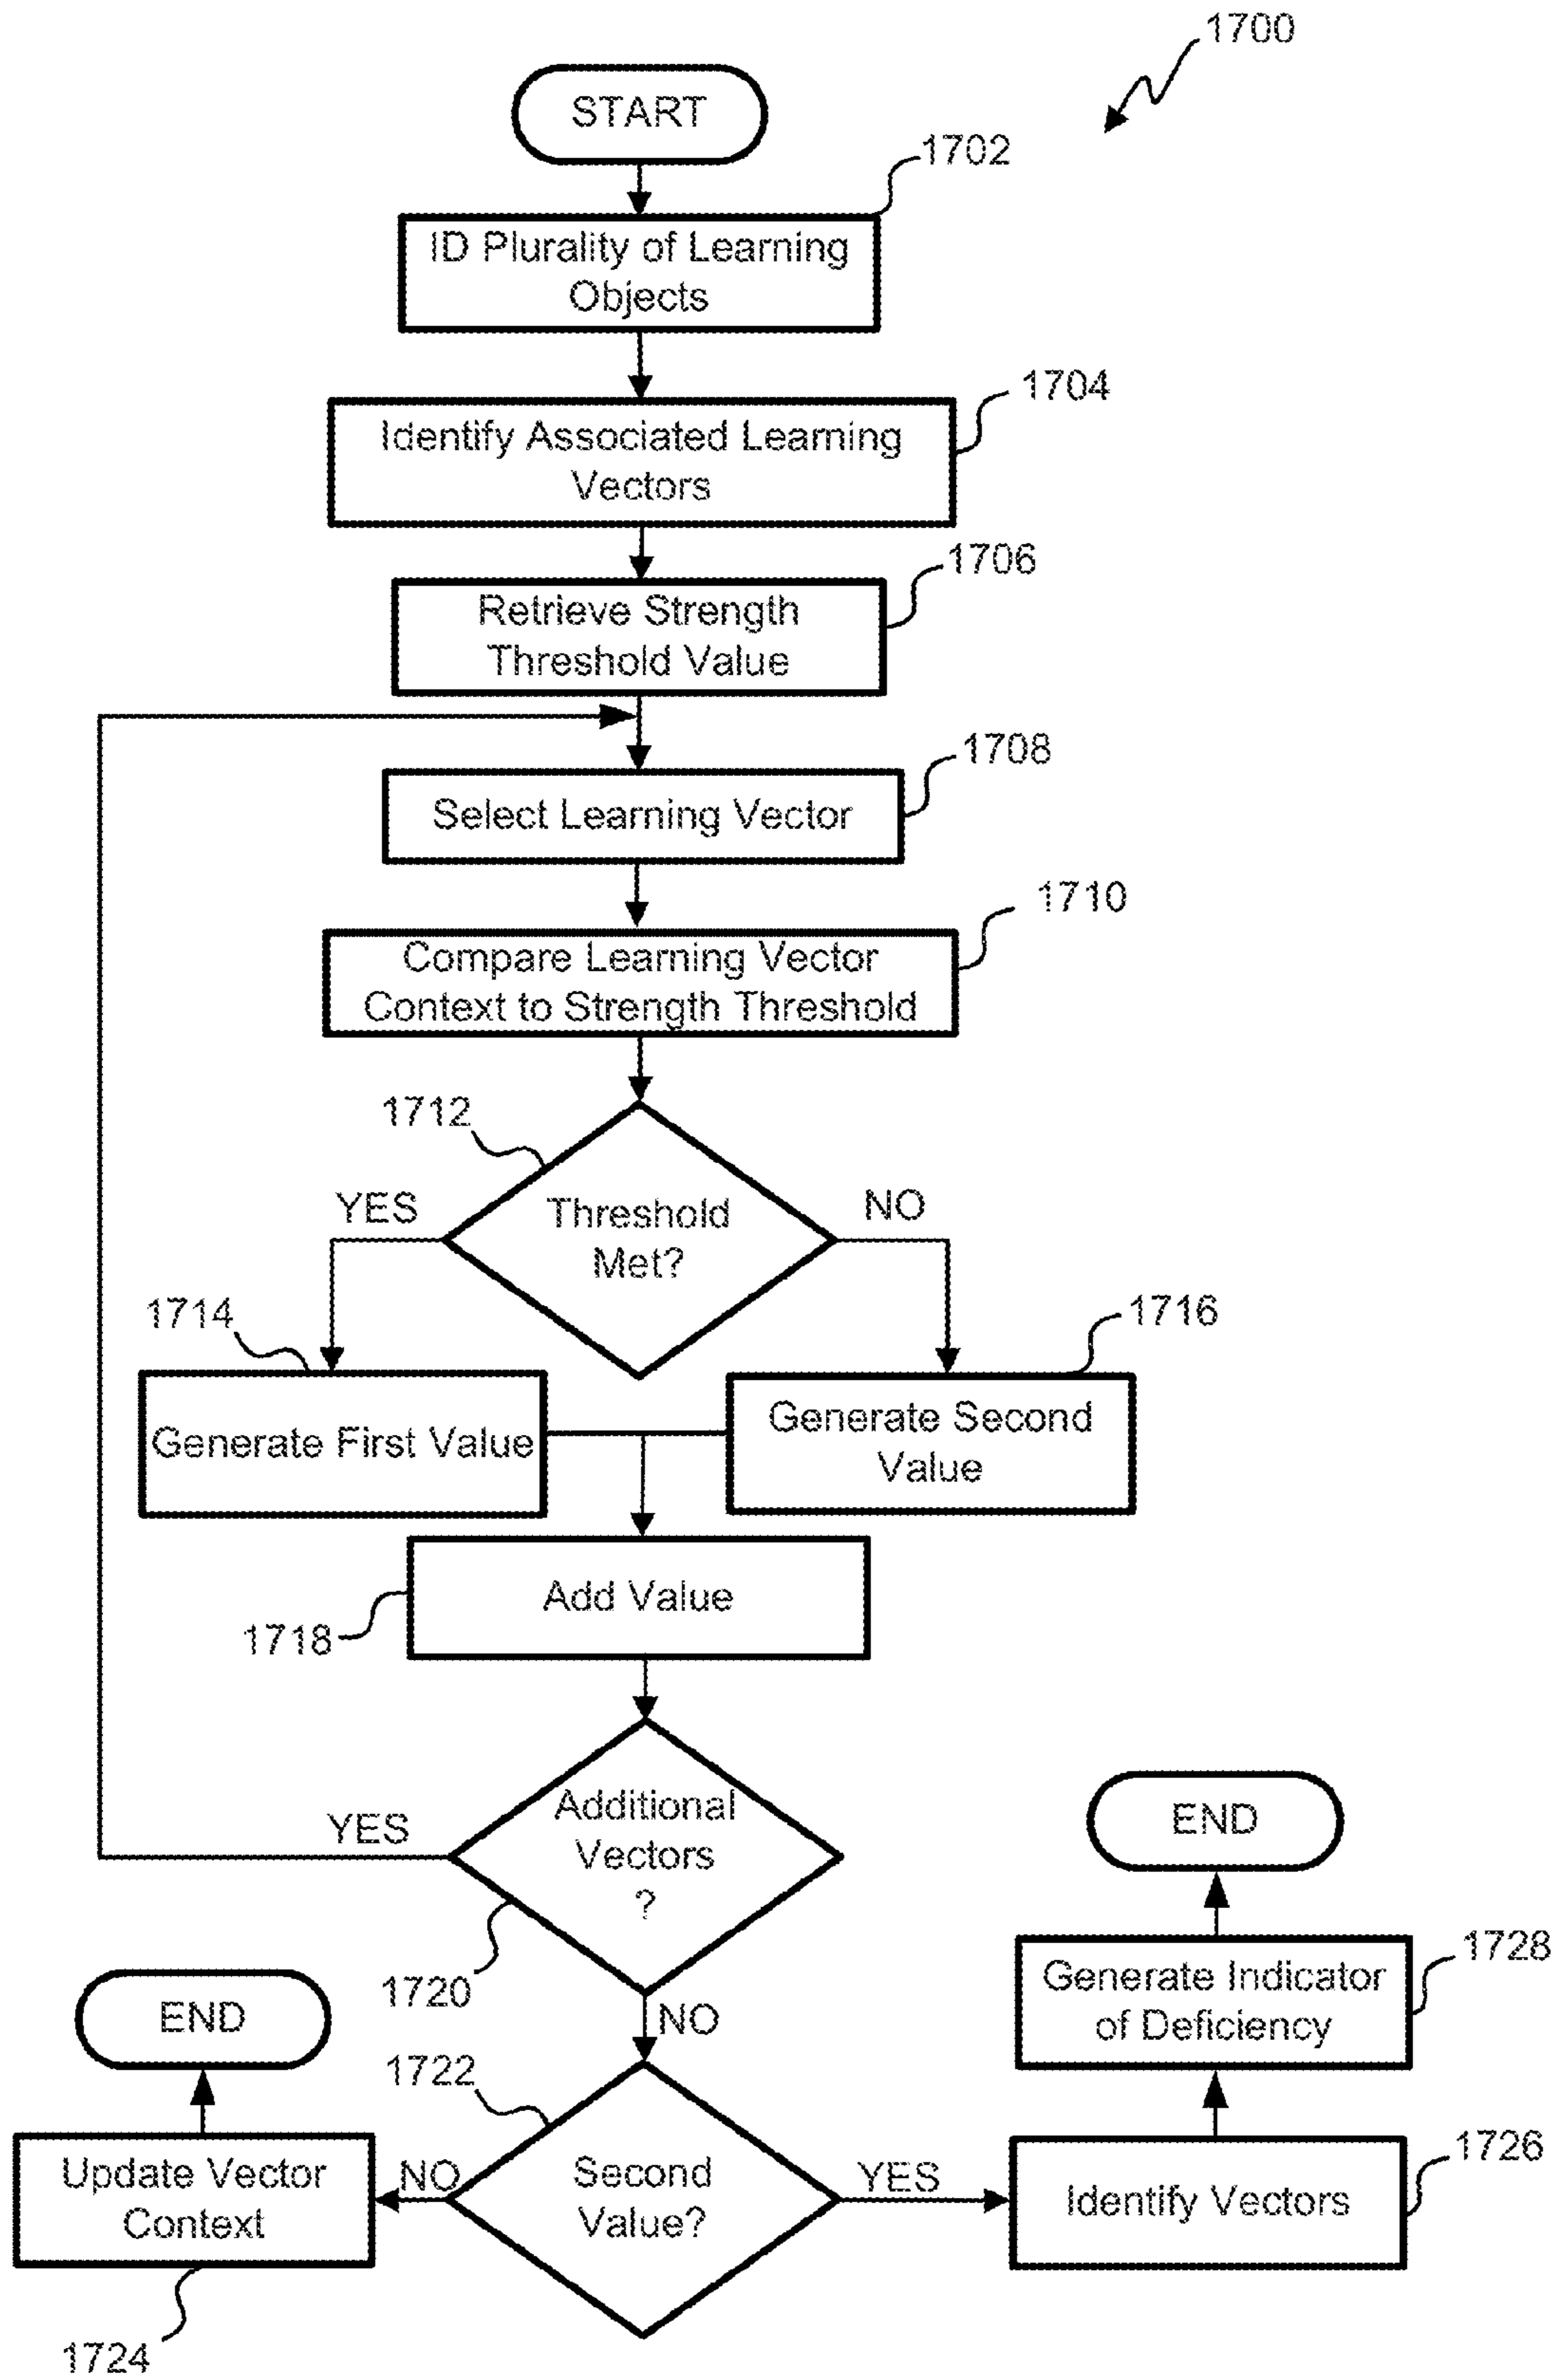 1700
START
1702
ID Plurality of Learning
Objects
1704
Identify Associated Learning
Vectors
1706
Retrieve Strength
Threshold Value
1708
Select Learning Vector
1710
Compare Learning Vector
Context to Strength Threshold
1712
YES
NO
Threshold
Met?
1714
1716
Generate First Value
Generate Second
Value
Add Value
1718
Additional
Vectors
?
YES
END
1720
NO
1728
Generate Indicator
of Deficiency
END
1722
1726
Update Vector
Context
NO
Second
Value?
YES
Identify Vectors
1724